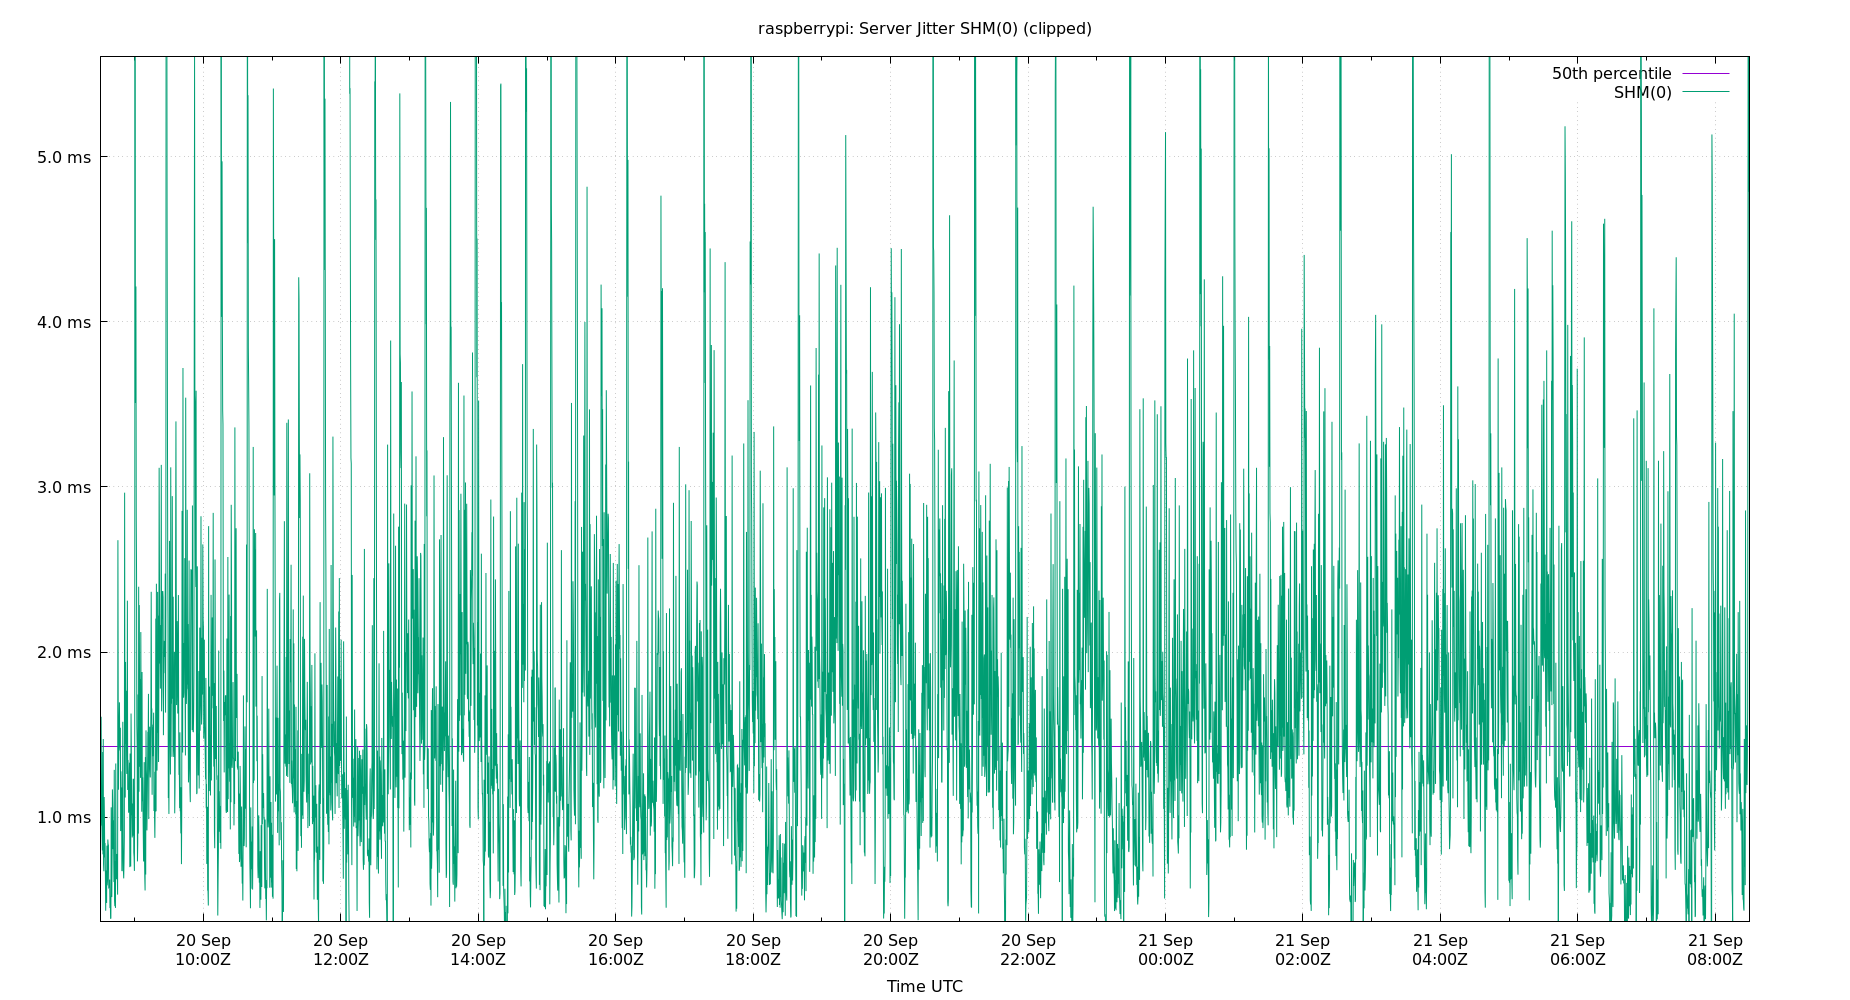 raspberrypi: Server Jitter SHM(0) (clipped)
50th percentile
SHM(0)
5.0 ms
4.0 ms
3.0 ms
2.0 ms
1.0 ms
20 Sep 20 Sep 20 Sep 20 Sep 20 Sep 20 Sep 20 Sep 21 Sep 21 Sep 21 Sep 21 Sep 21 Sep
10:00Z 12:00Z 14:00Z 16:00Z 18:00Z 20:00Z 22:00Z 00:00Z 02:00Z 04:00Z 06:00Z 08:00Z
Time UTC